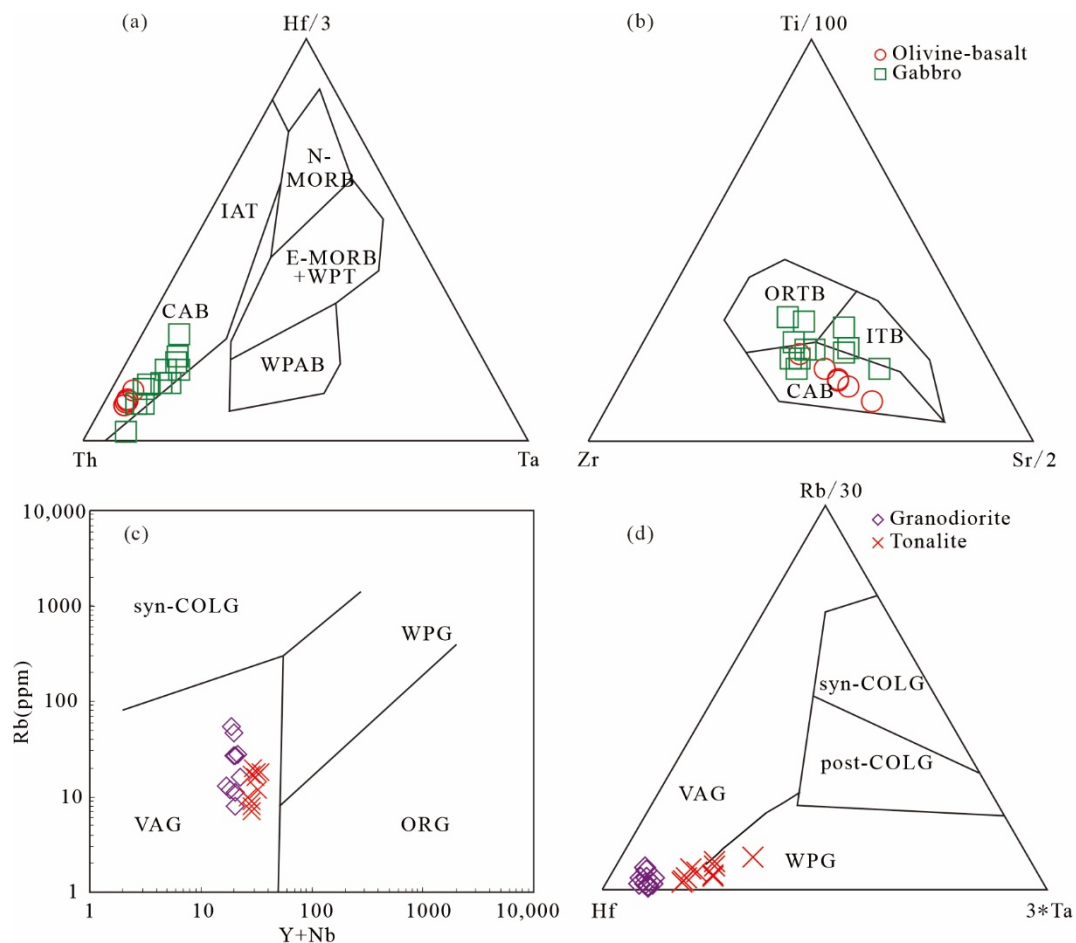 (a)
Hf/3
N-
MORB
IAT
E-MORB
+WPT
CAB
WPAB
Th
Ta
(b)
Ti/100
Olivine-basalt
Gabbro
ORTB
ITB
CAB
Zr
Sr/2
(c)
10,000
1000
100
10
1
Rb(ppm)
syn-COLG
WPG
VAG
ORG
1
10
100
1000
10,000
Y+Nb
(d)
Rb/30
Granodiorite
Tonalite
syn-COLG
post-COLG
VAG
WPG
Hf
3*Ta